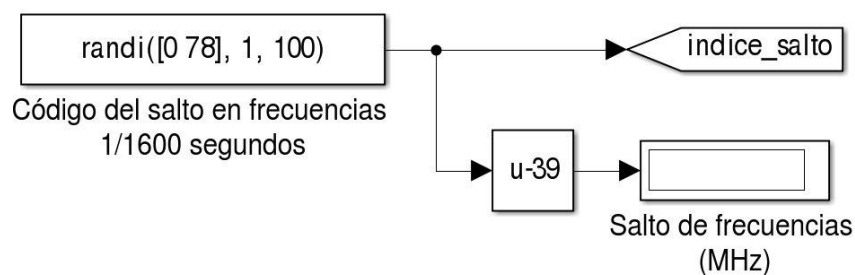 randi([0 78], 1, 100)
indice_salto
Código del salto en frecuencias
1/1600 segundos
u-39
Salto de frecuencias
(MHz)